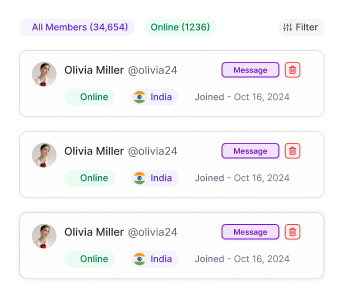 All Members (34,654) Online (1236) Filter
Olivia Miller @olivia24 Message
Online India Joined - Oct 16, 2024
Olivia Miller @olivia24 Message
Online India Joined - Oct 16, 2024
Olivia Miller @olivia24 Message
Online India Joined - Oct 16, 2024